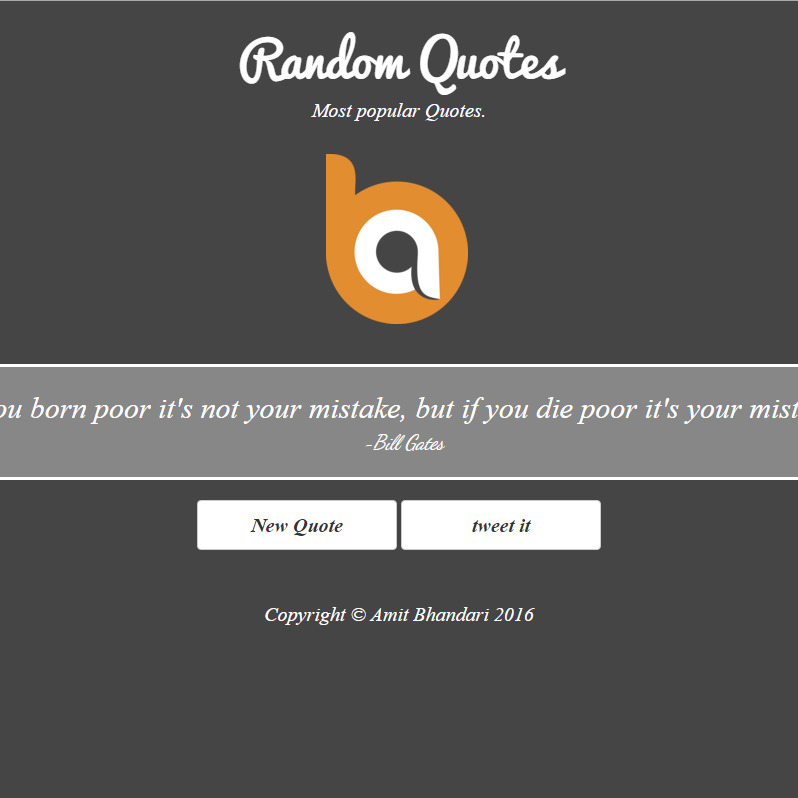 Random Quotes
Most popular Quotes.
ba
ou born poor it's not your mistake, but if you die poor it's your mist
-Bill Gates
New Quote
tweet it
Copyright © Amit Bhandari 2016